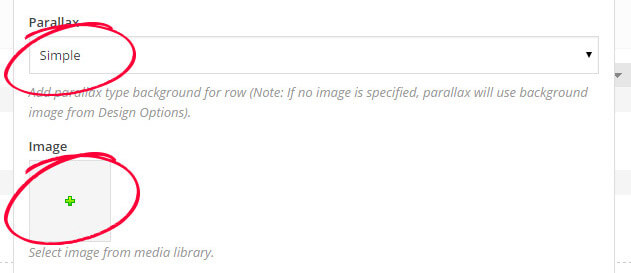 Parallax
Simple
Add parallax type background for row (Note: If no image is specified, parallax will use background
image from Design Options).
Image
Select image from media library.